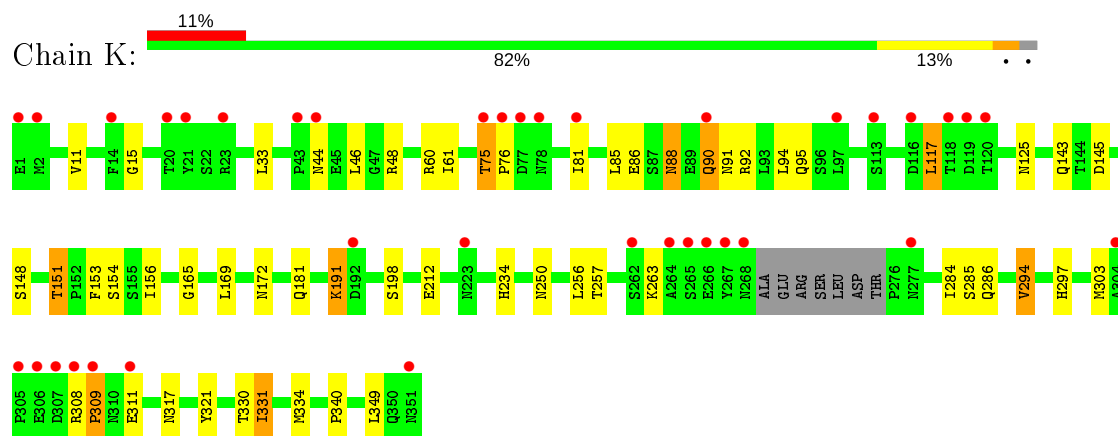 11%
Chain K:
82% 13% • •
E1 M2 V11 F14 G15 T20 Y21 S22 R23 L33 P43 N44 E45 L46 G47 R48 R60 I61 T75 P76 D77 N78 I81 L85 E86 S87 N88 E89 Q90 N91 R92 L93 L94 Q95 S96 L97 S113 D116 L117 T118 D119 T120 N125 Q143 T144 D145
S148 T151 P152 F153 S154 S155 I156 G165 L169 N172 Q181 K191 D192 S198 E212 N223 H234 N250 L256 T257 S262 K263 A264 S265 E266 Y267 N268 ALA GLU ARG SER LEU ASP THR P276 N277 I284 S285 Q286 V294 H297 M303 A304
P305 E306 D307 R308 P309 N310 E311 N317 Y321 T330 I331 M334 P340 L349 Q350 N351